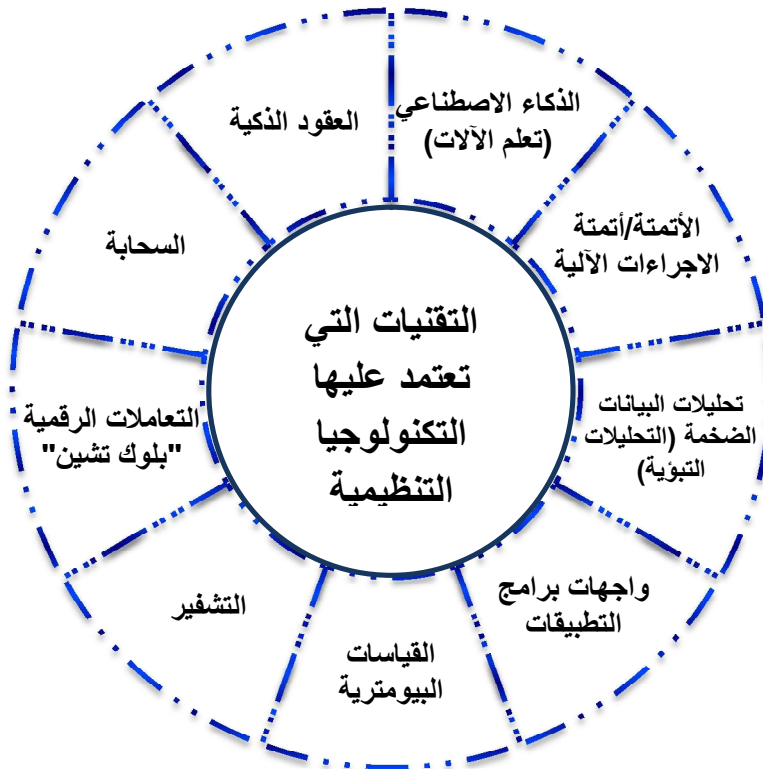 التقنيات التي
تعتمد عليها
التكنولوجيا
التنظيمية
الذكاء الاصطناعي
(تعلم الآلات)
الأتمتة/أتمتة
الاجراءات الآلية
تحليلات البيانات
الضخمة (التحليلات
التبؤية)
واجهات برامج
التطبيقات
القياسات
البيومترية
التشفير
التعاملات الرقمية
"بلوك تشين"
السحابة
العقود الذكية